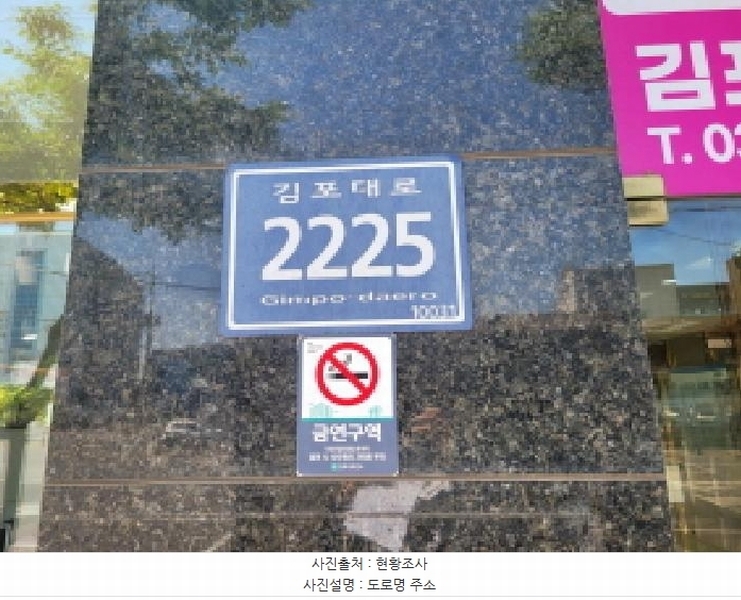 김포대로
2225
Gimpo-daero
10031
금연구역
김포
T. 03
사진출처 : 현황조사
사진설명 : 도로명 주소